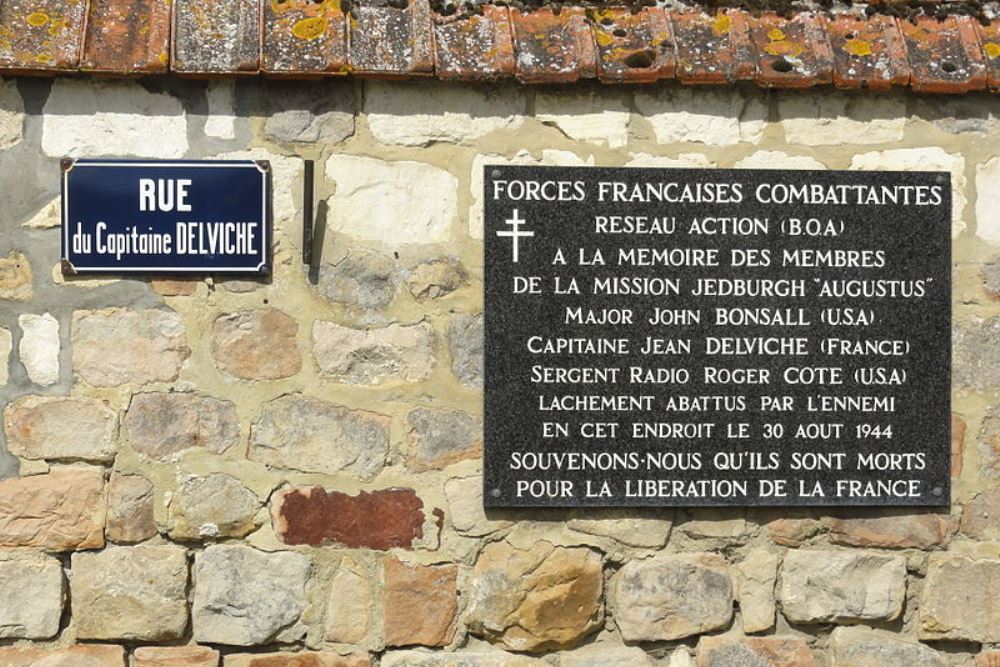 RUE
du Capitaine DELVICHE
FORCES FRANCAISES COMBATTANTES
RESEAU ACTION (B.O.A)
A LA MEMOIRE DES MEMBRES
DE LA MISSION JEDBURGH "AUGUSTUS"
MAJOR JOHN BONSALL (U.S.A)
CAPITAINE JEAN DELVICHE (FRANCE)
SERGENT RADIO ROGER COTE (U.S.A)
LACHEMENT ABATTUS PAR L'ENNEMI
EN CET ENDROIT LE 30 AOUT 1944
SOUVENONS-NOUS QU'ILS SONT MORTS
POUR LA LIBERATION DE LA FRANCE